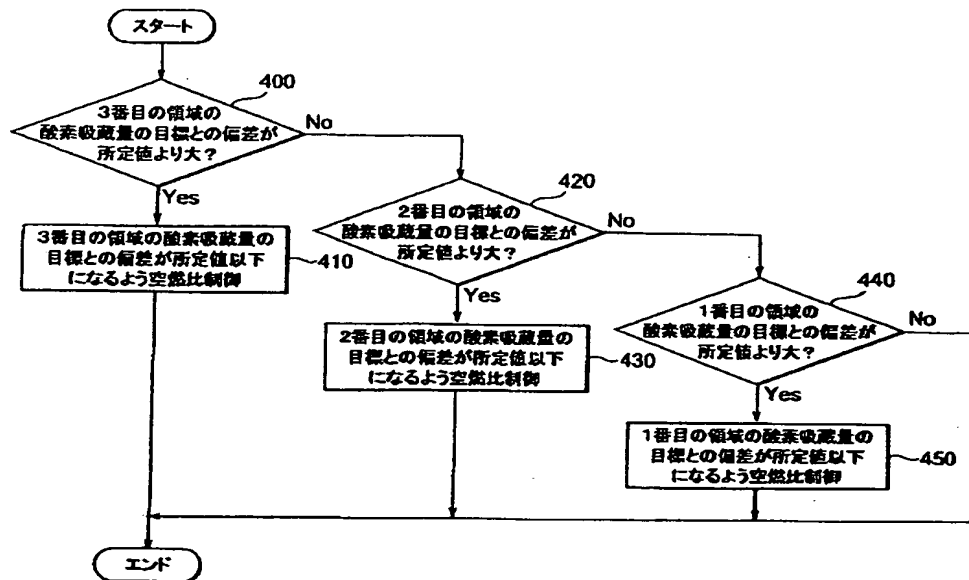 スタート
400
3番目の領域の
酸素吸蔵量の目標との偏差が
所定値より大？
No
Yes
3番目の領域の酸素吸蔵量の
目標との偏差が所定値以下
になるよう空燃比制御
410
420
2番目の領域の
酸素吸蔵量の目標との偏差が
所定値より大？
No
Yes
2番目の領域の酸素吸蔵量の
目標との偏差が所定値以下
になるよう空燃比制御
430
440
1番目の領域の
酸素吸蔵量の目標との偏差が
所定値より大？
No
Yes
1番目の領域の酸素吸蔵量の
目標との偏差が所定値以下
になるよう空燃比制御
450
エンド